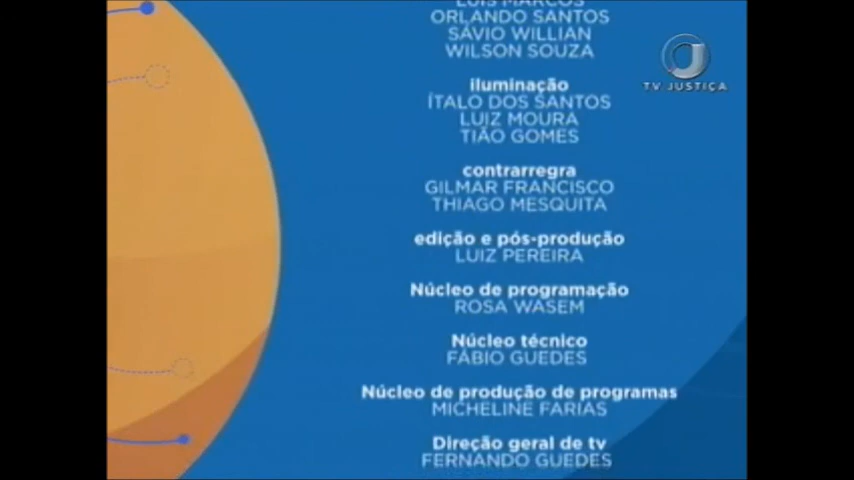 LUIS MARCOS
ORLANDO SANTOS
SÁVIO WILLIAN
WILSON SOUZA
TV JUSTIÇA
iluminação
ÍTALO DOS SANTOS
LUIZ MOURA
TIÃO GOMES
contrarregra
GILMAR FRANCISCO
THIAGO MESQUITA
edição e pós-produção
LUIZ PEREIRA
Núcleo de programação
ROSA WASEM
Núcleo técnico
FÁBIO GUEDES
Núcleo de produção de programas
MICHELINE FARIAS
Direção geral de tv
FERNANDO GUEDES